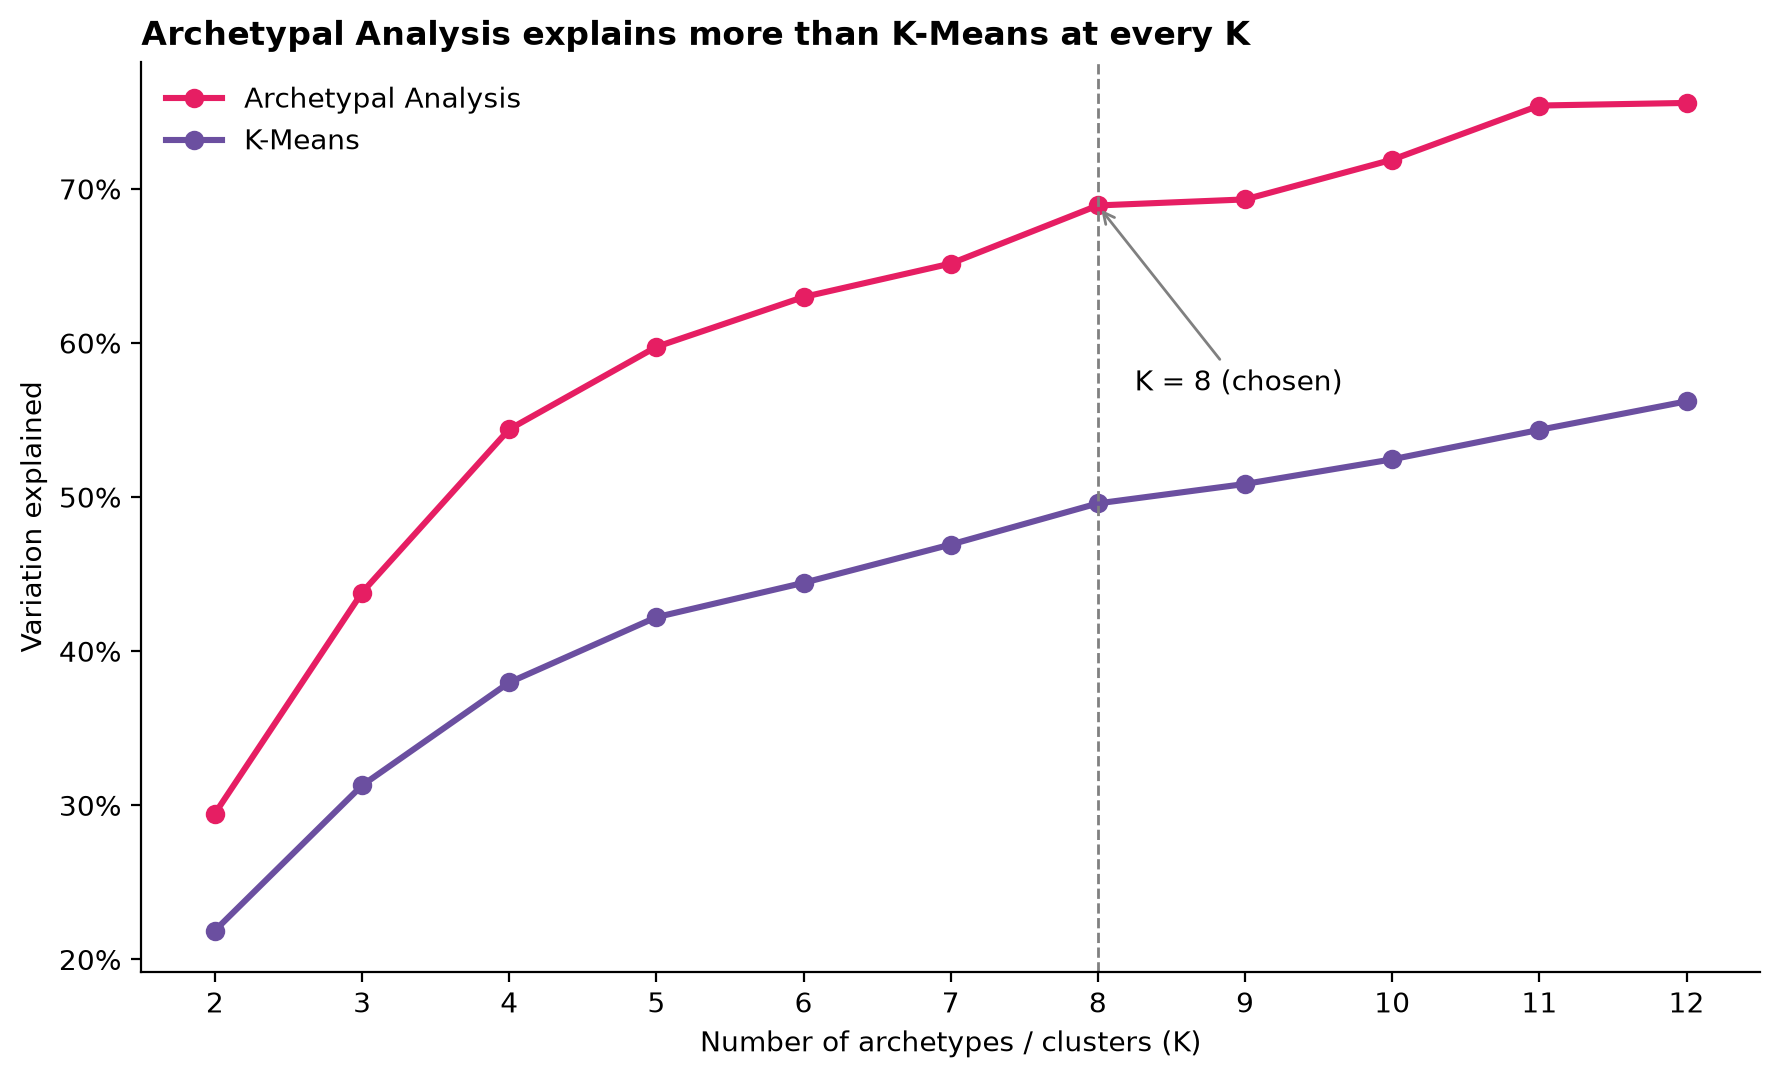 Archetypal Analysis explains more than K-Means at every K
Archetypal Analysis
K-Means
70%
60%
50%
40%
30%
20%
Variation explained
K = 8 (chosen)
2 3 4 5 6 7 8 9 10 11 12
Number of archetypes / clusters (K)